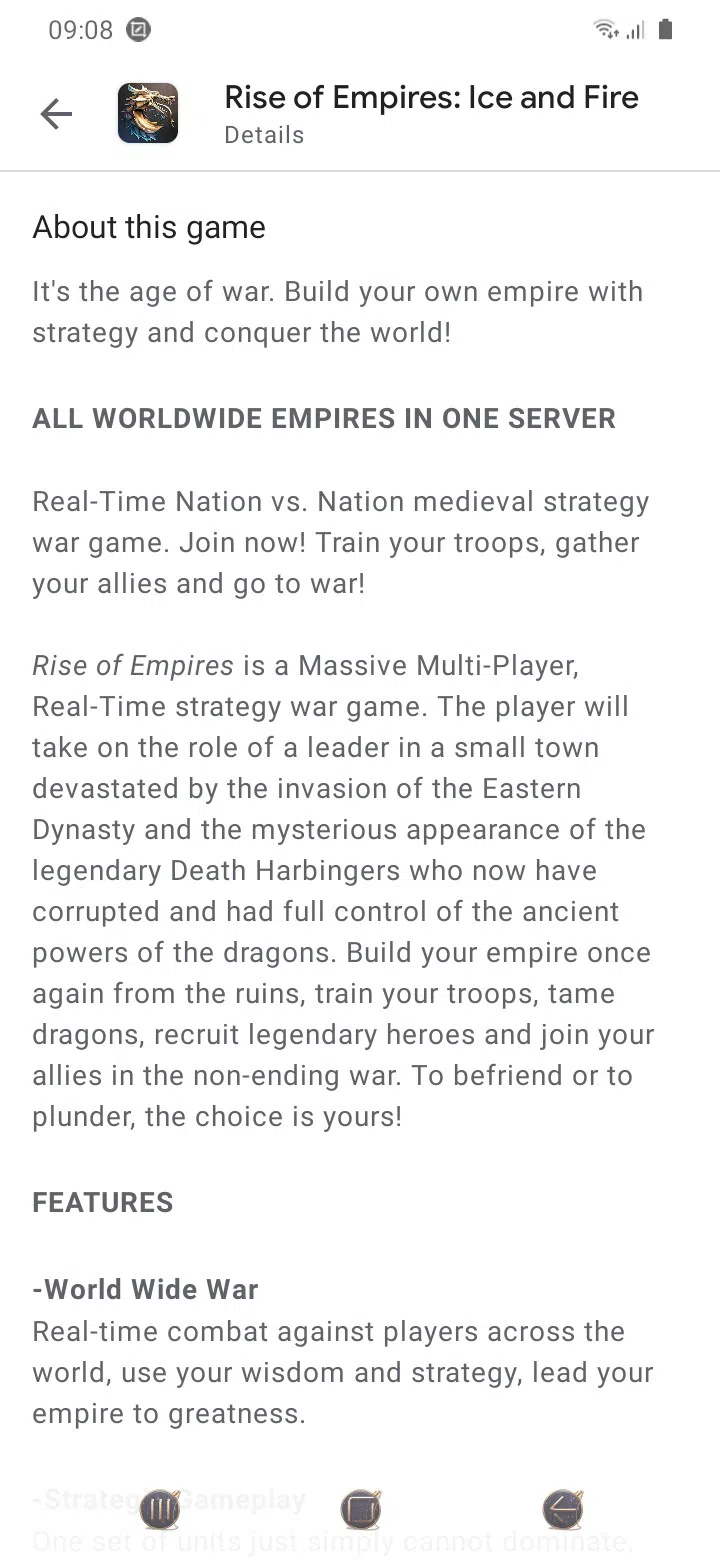 09:08
Rise of Empires: Ice and Fire
Details
About this game
It's the age of war. Build your own empire with
strategy and conquer the world!
ALL WORLDWIDE EMPIRES IN ONE SERVER
Real-Time Nation vs. Nation medieval strategy
war game. Join now! Train your troops, gather
your allies and go to war!
Rise of Empires is a Massive Multi-Player,
Real-Time strategy war game. The player will
take on the role of a leader in a small town
devastated by the invasion of the Eastern
Dynasty and the mysterious appearance of the
legendary Death Harbingers who now have
corrupted and had full control of the ancient
powers of the dragons. Build your empire once
again from the ruins, train your troops, tame
dragons, recruit legendary heroes and join your
allies in the non-ending war. To befriend or to
plunder, the choice is yours!
FEATURES
-World Wide War
Real-time combat against players across the
world, use your wisdom and strategy, lead your
empire to greatness.
Gameplay
One set of units just simply cannot dominate,